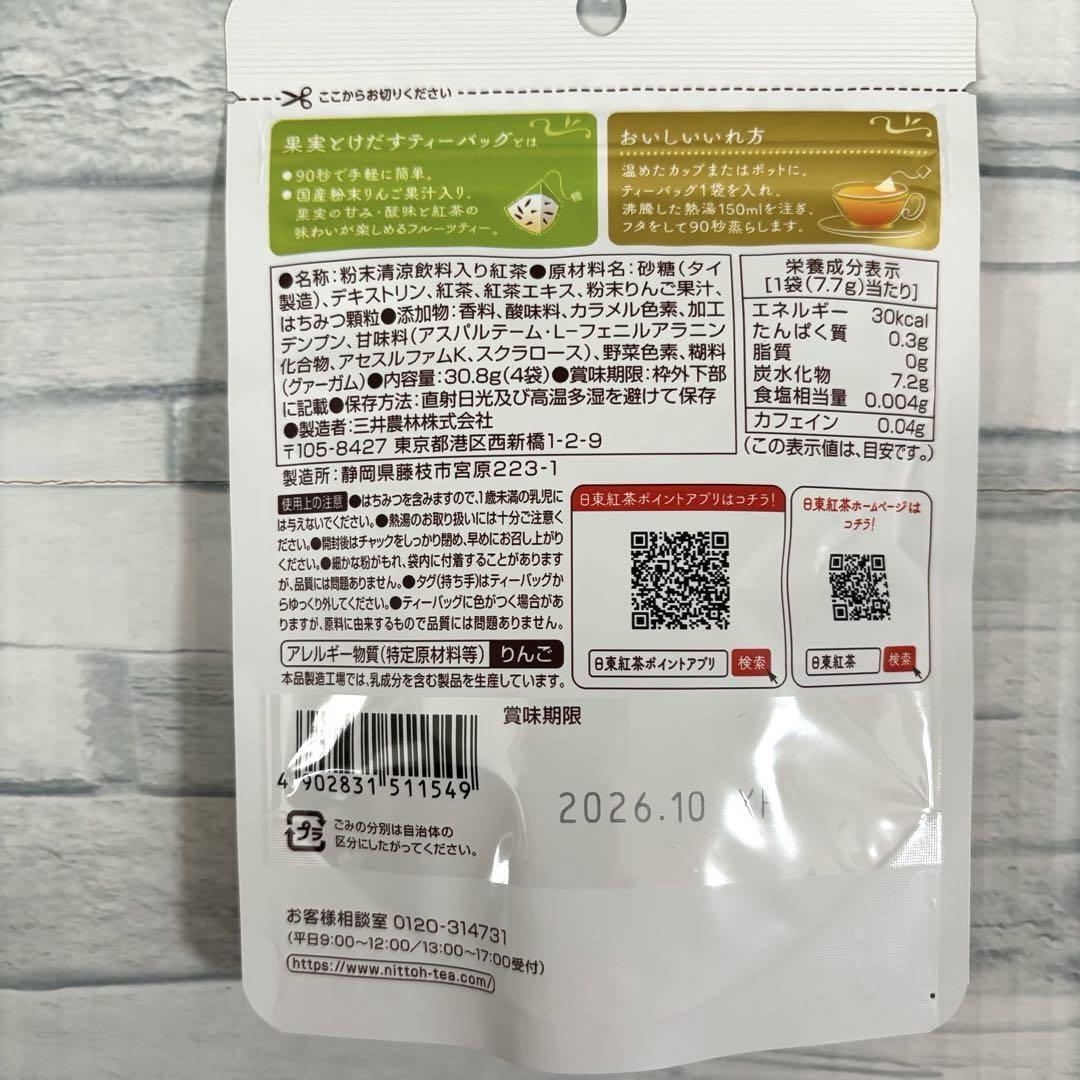 ここからお切りください
果実とけだすティーバッグとは
●90秒で手軽に簡単。
●国産粉末りんご果汁入り。
果実の甘み・酸味と紅茶の
味わいが楽しめるフルーツティー。
おいしいいれ方
温めたカップまたはポットに、
ティーバッグ1袋を入れ、
沸騰した熱湯150mlを注ぎ、
フタをして90秒蒸らします。
●名称：粉末清涼飲料入り紅茶●原材料名：砂糖（タイ
製造）、デキストリン、紅茶、紅茶エキス、粉末りんご果汁、
はちみつ顆粒●添加物：香料、酸味料、カラメル色素、加工
デンプン、甘味料（アスパルテーム・L-フェニルアラニン
化合物、アセスルファムK、スクラロース）、野菜色素、糊料
（グァーガム）●内容量：30.8g（4袋）●賞味期限：枠外下部
に記載●保存方法：直射日光及び高温多湿を避けて保存
●製造者：三井農林株式会社
〒105-8427 東京都港区西新橋1-2-9
製造所：静岡県藤枝市宮原223-1
栄養成分表示
[1袋（7.7g）当たり]
エネルギー 30kcal
たんぱく質 0.3g
脂質 0g
炭水化物 7.2g
食塩相当量 0.004g
カフェイン 0.04g
（この表示値は、目安です。）
使用上の注意 ●はちみつを含みますので、1歳未満の乳児に
は与えないでください。●熱湯のお取り扱いには十分ご注意く
ださい。●開封後はチャックをしっかり閉め、早めにお召し上がり
ください。●細かな粉がもれ、袋内に付着することがあります
が、品質には問題ありません。●タグ（持ち手）はティーバッグか
らゆっくり外してください。●ティーバッグに色がつく場合があ
りますが、原料に由来するもので品質には問題ありません。
アレルギー物質（特定原材料等） りんご
本品製造工場では、乳成分を含む製品を生産しています。
日東紅茶ポイントアプリはコチラ！
日東紅茶ポイントアプリ 検索
日東紅茶ホームページは
コチラ！
日東紅茶 検索
賞味期限
4 902831 511549
2026.10
プラ
ごみの分別は自治体の
区分にしたがってください。
お客様相談室 0120-314731
（平日9:00～12:00／13:00～17:00受付）
https://www.nittoh-tea.com/